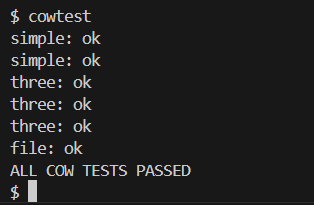 $ cowtest
simple: ok
simple: ok
three: ok
three: ok
three: ok
file: ok
ALL COW TESTS PASSED
$